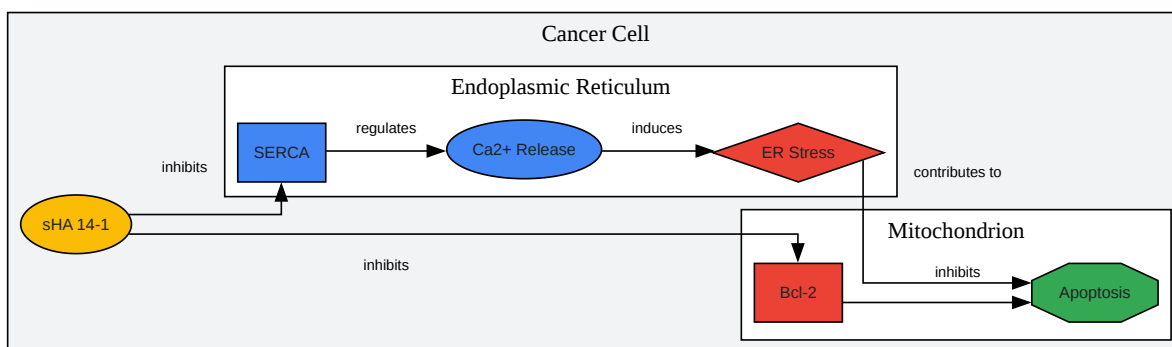 Cancer Cell
Endoplasmic Reticulum
SERCA
regulates
Ca2+ Release
induces
ER Stress
inhibits
contributes to
sHA 14-1
inhibits
Mitochondrion
Bcl-2
inhibits
Apoptosis